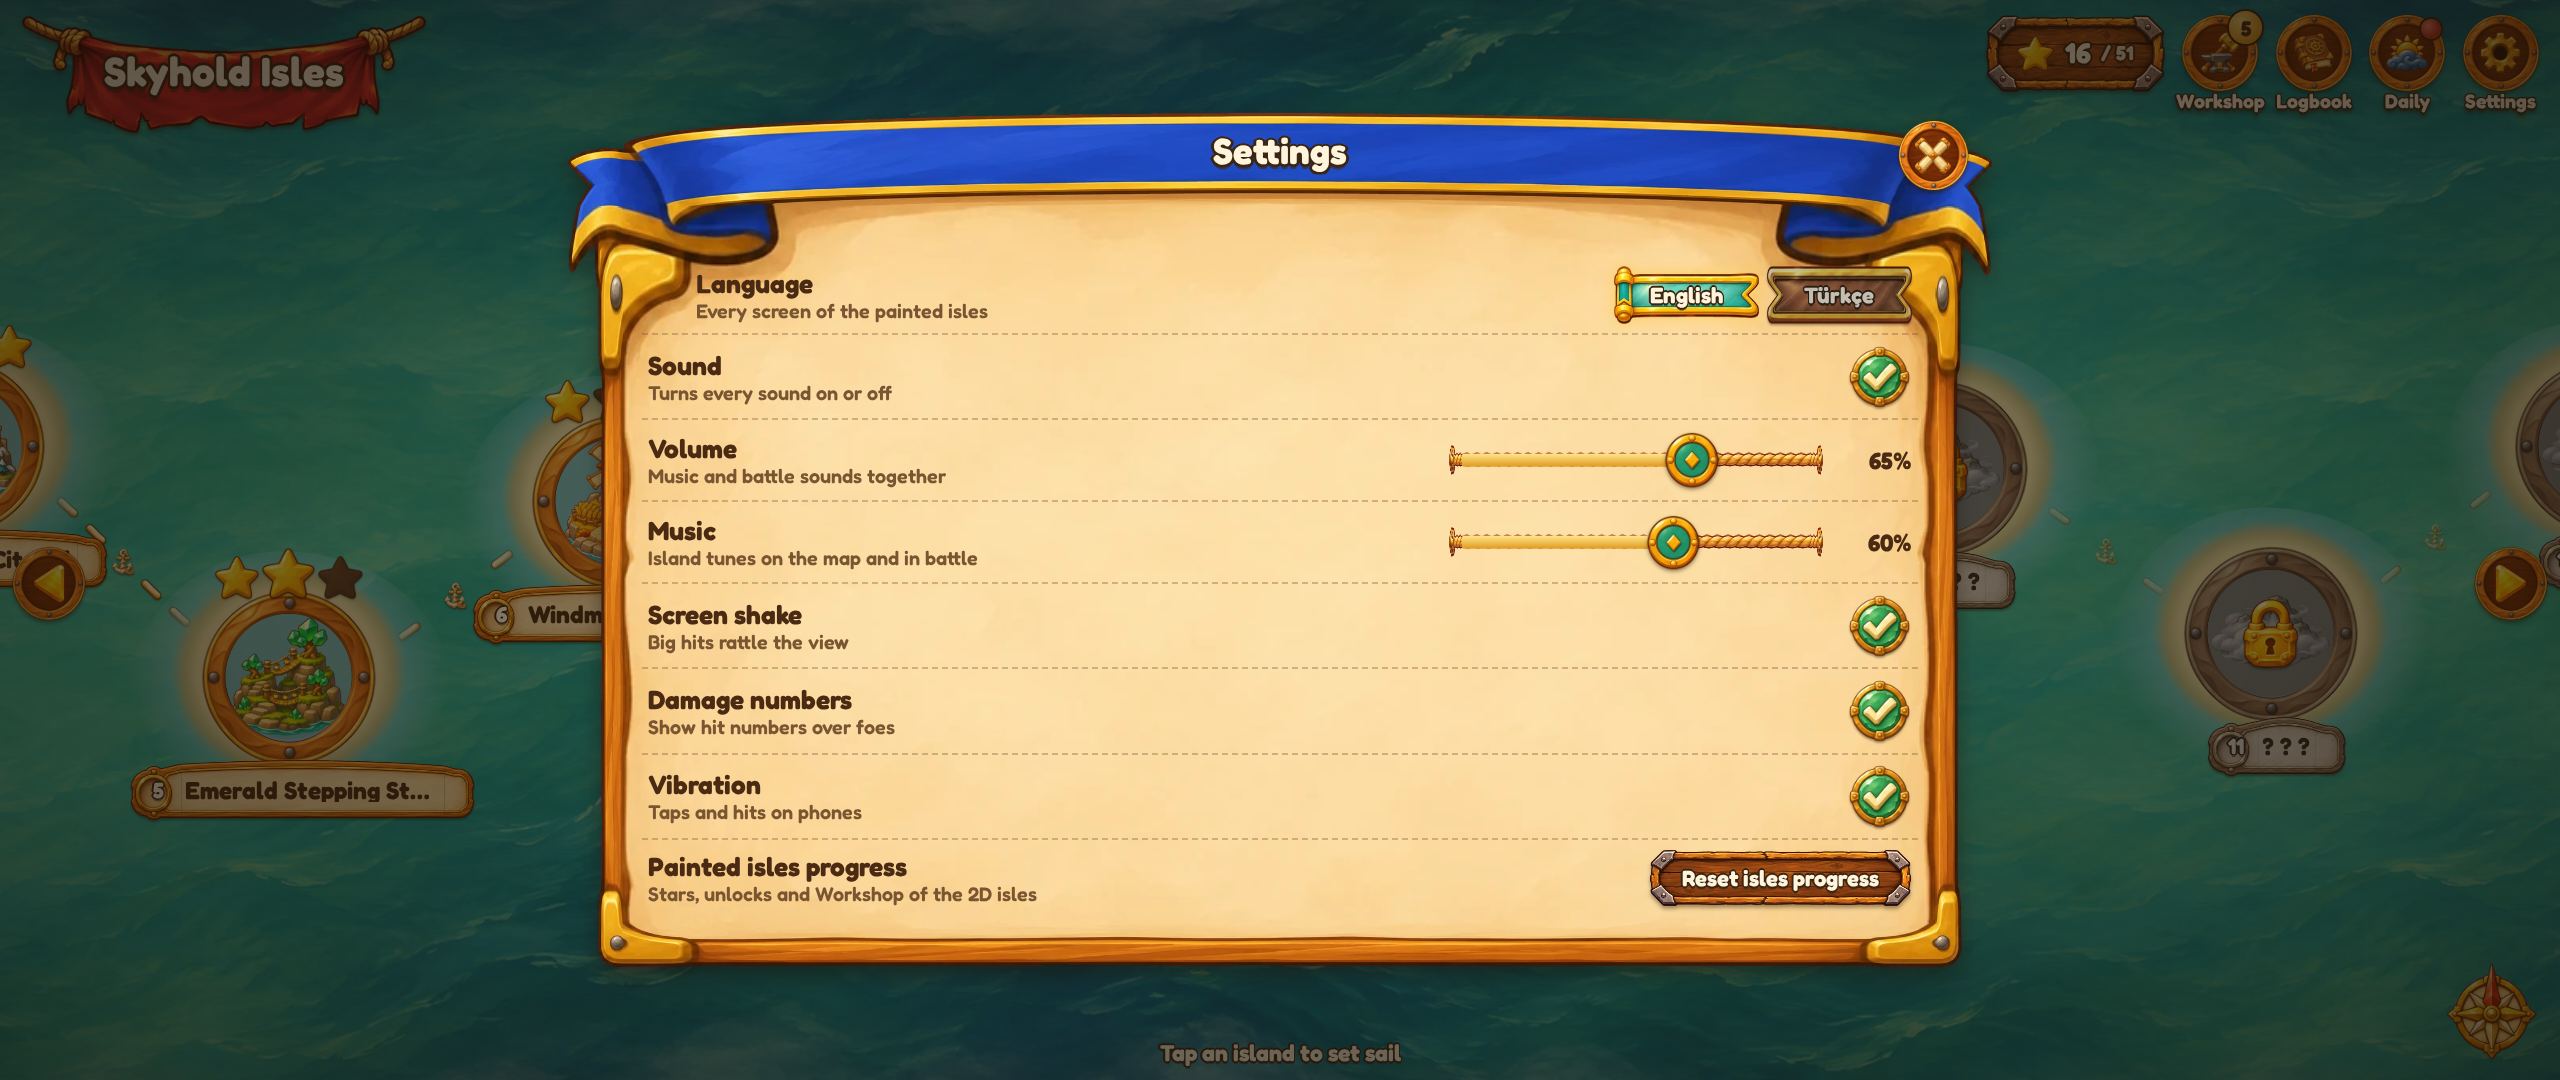 Skyhold Isles
16 / 51
5
Workshop
Logbook
Daily
Settings
Settings
Language
Every screen of the painted isles
English
Türkçe
Sound
Turns every sound on or off
Volume
Music and battle sounds together
65%
Music
Island tunes on the map and in battle
60%
Screen shake
Big hits rattle the view
Damage numbers
Show hit numbers over foes
Vibration
Taps and hits on phones
Painted isles progress
Stars, unlocks and Workshop of the 2D isles
Reset isles progress
Cit
5 Emerald Stepping St...
6 Windm
? ?
11 ? ? ?
Tap an island to set sail